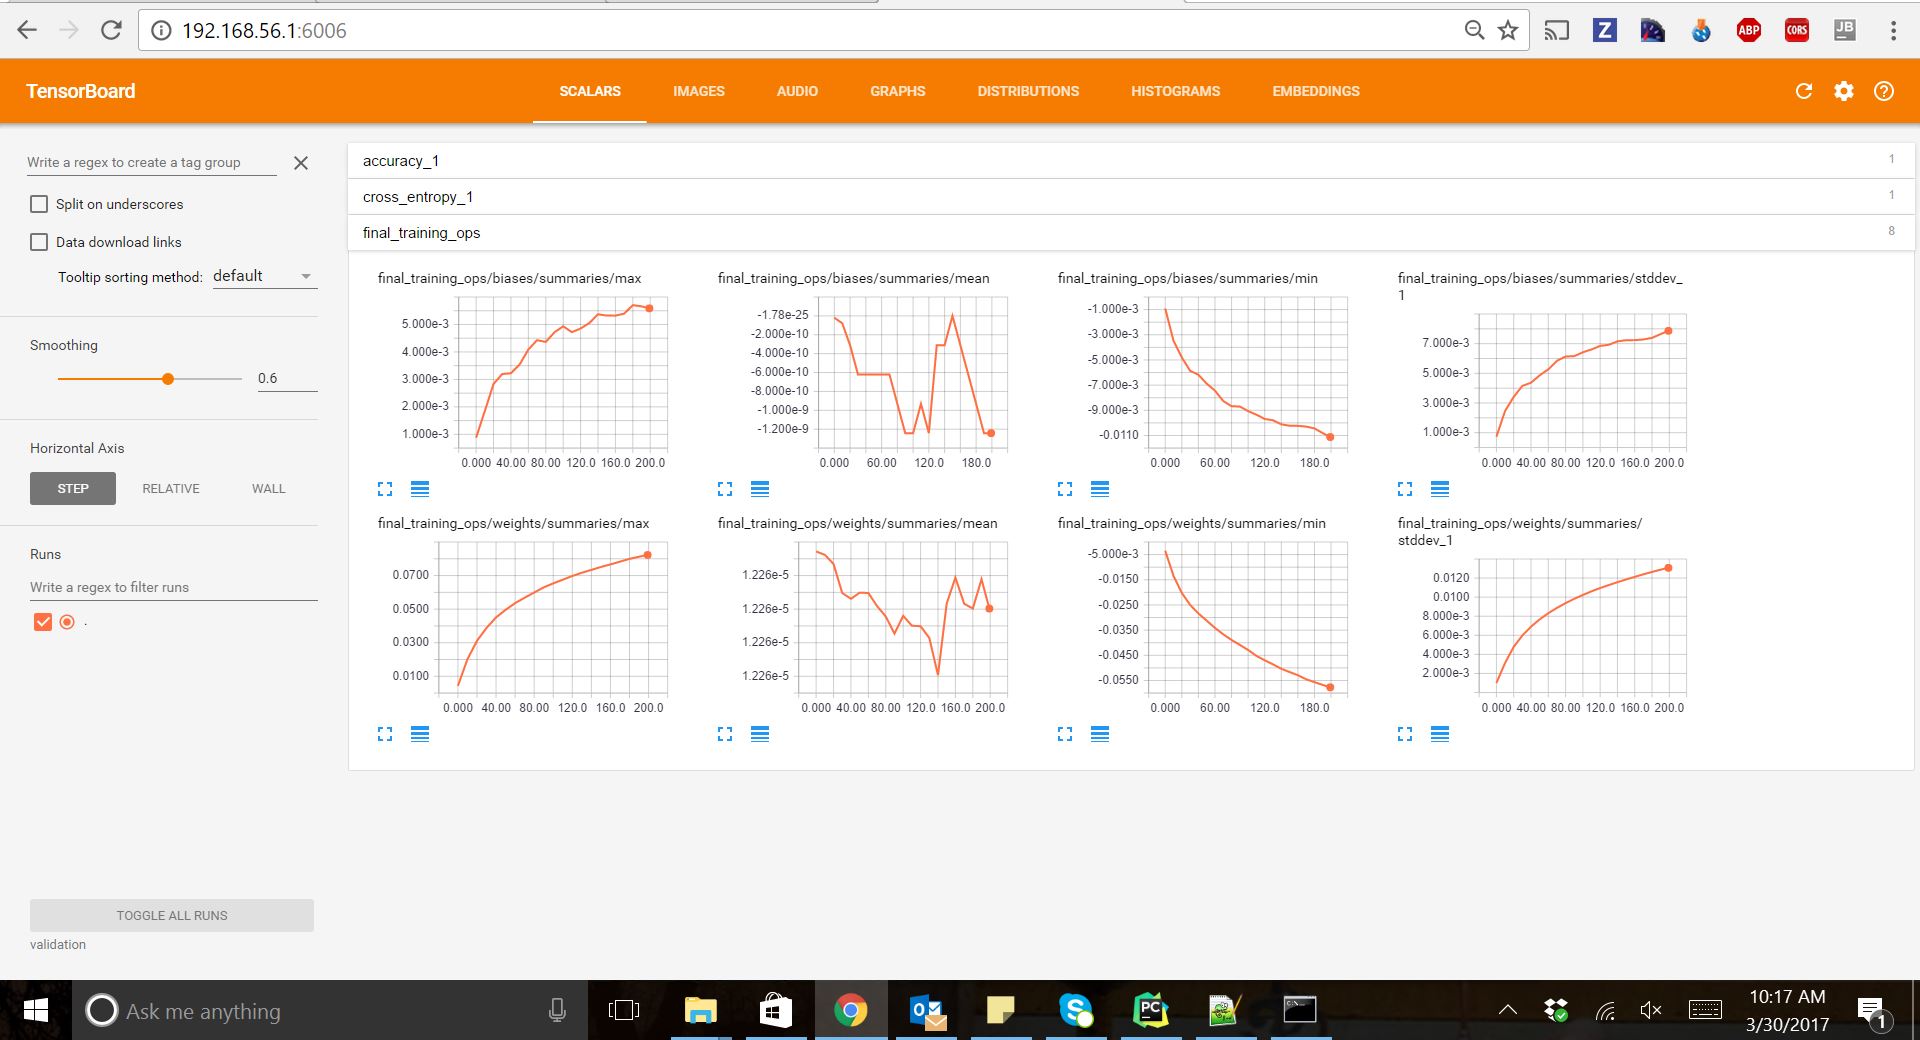 192.168.56.1:6006
ABP
CORS
JB
Z
TensorBoard
SCALARS IMAGES AUDIO GRAPHS DISTRIBUTIONS HISTOGRAMS EMBEDDINGS
Write a regex to create a tag group
Split on underscores
Data download links
Tooltip sorting method: default
Smoothing
0.6
Horizontal Axis
STEP RELATIVE WALL
Runs
Write a regex to filter runs
.
TOGGLE ALL RUNS
validation
accuracy_1 1
cross_entropy_1 1
final_training_ops 8
final_training_ops/biases/summaries/max
5.000e-3
4.000e-3
3.000e-3
2.000e-3
1.000e-3
0.000 40.00 80.00 120.0 160.0 200.0
final_training_ops/biases/summaries/mean
-1.78e-25
-2.000e-10
-4.000e-10
-6.000e-10
-8.000e-10
-1.000e-9
-1.200e-9
0.000 60.00 120.0 180.0
final_training_ops/biases/summaries/min
-1.000e-3
-3.000e-3
-5.000e-3
-7.000e-3
-9.000e-3
-0.0110
0.000 60.00 120.0 180.0
final_training_ops/biases/summaries/stddev_
1
7.000e-3
5.000e-3
3.000e-3
1.000e-3
0.000 40.00 80.00 120.0 160.0 200.0
final_training_ops/weights/summaries/max
0.0700
0.0500
0.0300
0.0100
0.000 40.00 80.00 120.0 160.0 200.0
final_training_ops/weights/summaries/mean
1.226e-5
1.226e-5
1.226e-5
1.226e-5
0.000 40.00 80.00 120.0 160.0 200.0
final_training_ops/weights/summaries/min
-5.000e-3
-0.0150
-0.0250
-0.0350
-0.0450
-0.0550
0.000 60.00 120.0 180.0
final_training_ops/weights/summaries/
stddev_1
0.0120
0.0100
8.000e-3
6.000e-3
4.000e-3
2.000e-3
0.000 40.00 80.00 120.0 160.0 200.0
Ask me anything
PC
10:17 AM
3/30/2017
1